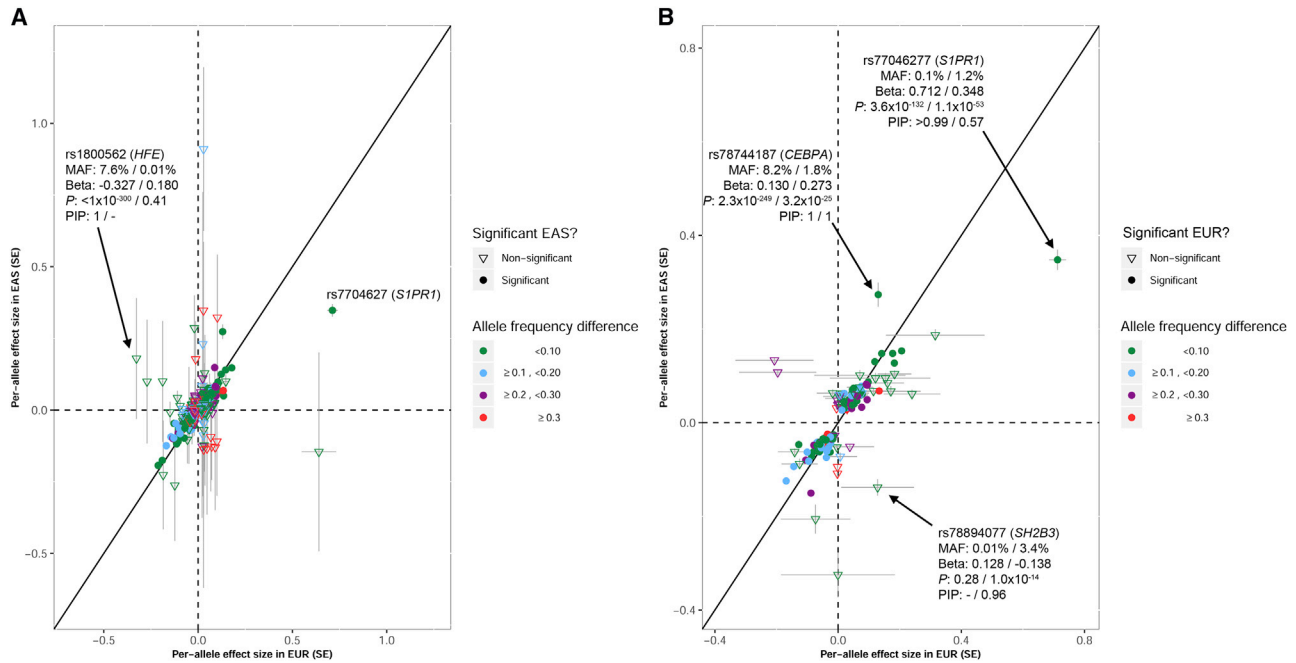 A
1.0
0.5
0.0
−0.5
Per-allele effect size in EAS (SE)
−0.5
0.0
0.5
1.0
Per-allele effect size in EUR (SE)
rs1800562 (HFE)
MAF: 7.6% / 0.01%
Beta: -0.327 / 0.180
P: <1x10⁻³⁰⁰ / 0.41
PIP: 1 / -
rs7704627 (S1PR1)
Significant EAS?
Non−significant
Significant
Allele frequency difference
<0.10
≥ 0.1 , <0.20
≥ 0.2 , <0.30
≥ 0.3
B
0.8
0.4
0.0
−0.4
Per-allele effect size in EAS (SE)
−0.4
0.0
0.4
0.8
Per-allele effect size in EUR (SE)
rs77046277 (S1PR1)
MAF: 0.1% / 1.2%
Beta: 0.712 / 0.348
P: 3.6x10⁻¹³² / 1.1x10⁻⁵³
PIP: >0.99 / 0.57
rs78744187 (CEBPA)
MAF: 8.2% / 1.8%
Beta: 0.130 / 0.273
P: 2.3x10⁻²⁴⁹ / 3.2x10⁻²⁵
PIP: 1 / 1
rs78894077 (SH2B3)
MAF: 0.01% / 3.4%
Beta: 0.128 / -0.138
P: 0.28 / 1.0x10⁻¹⁴
PIP: - / 0.96
Significant EUR?
Non−significant
Significant
Allele frequency difference
<0.10
≥ 0.1 , <0.20
≥ 0.2 , <0.30
≥ 0.3